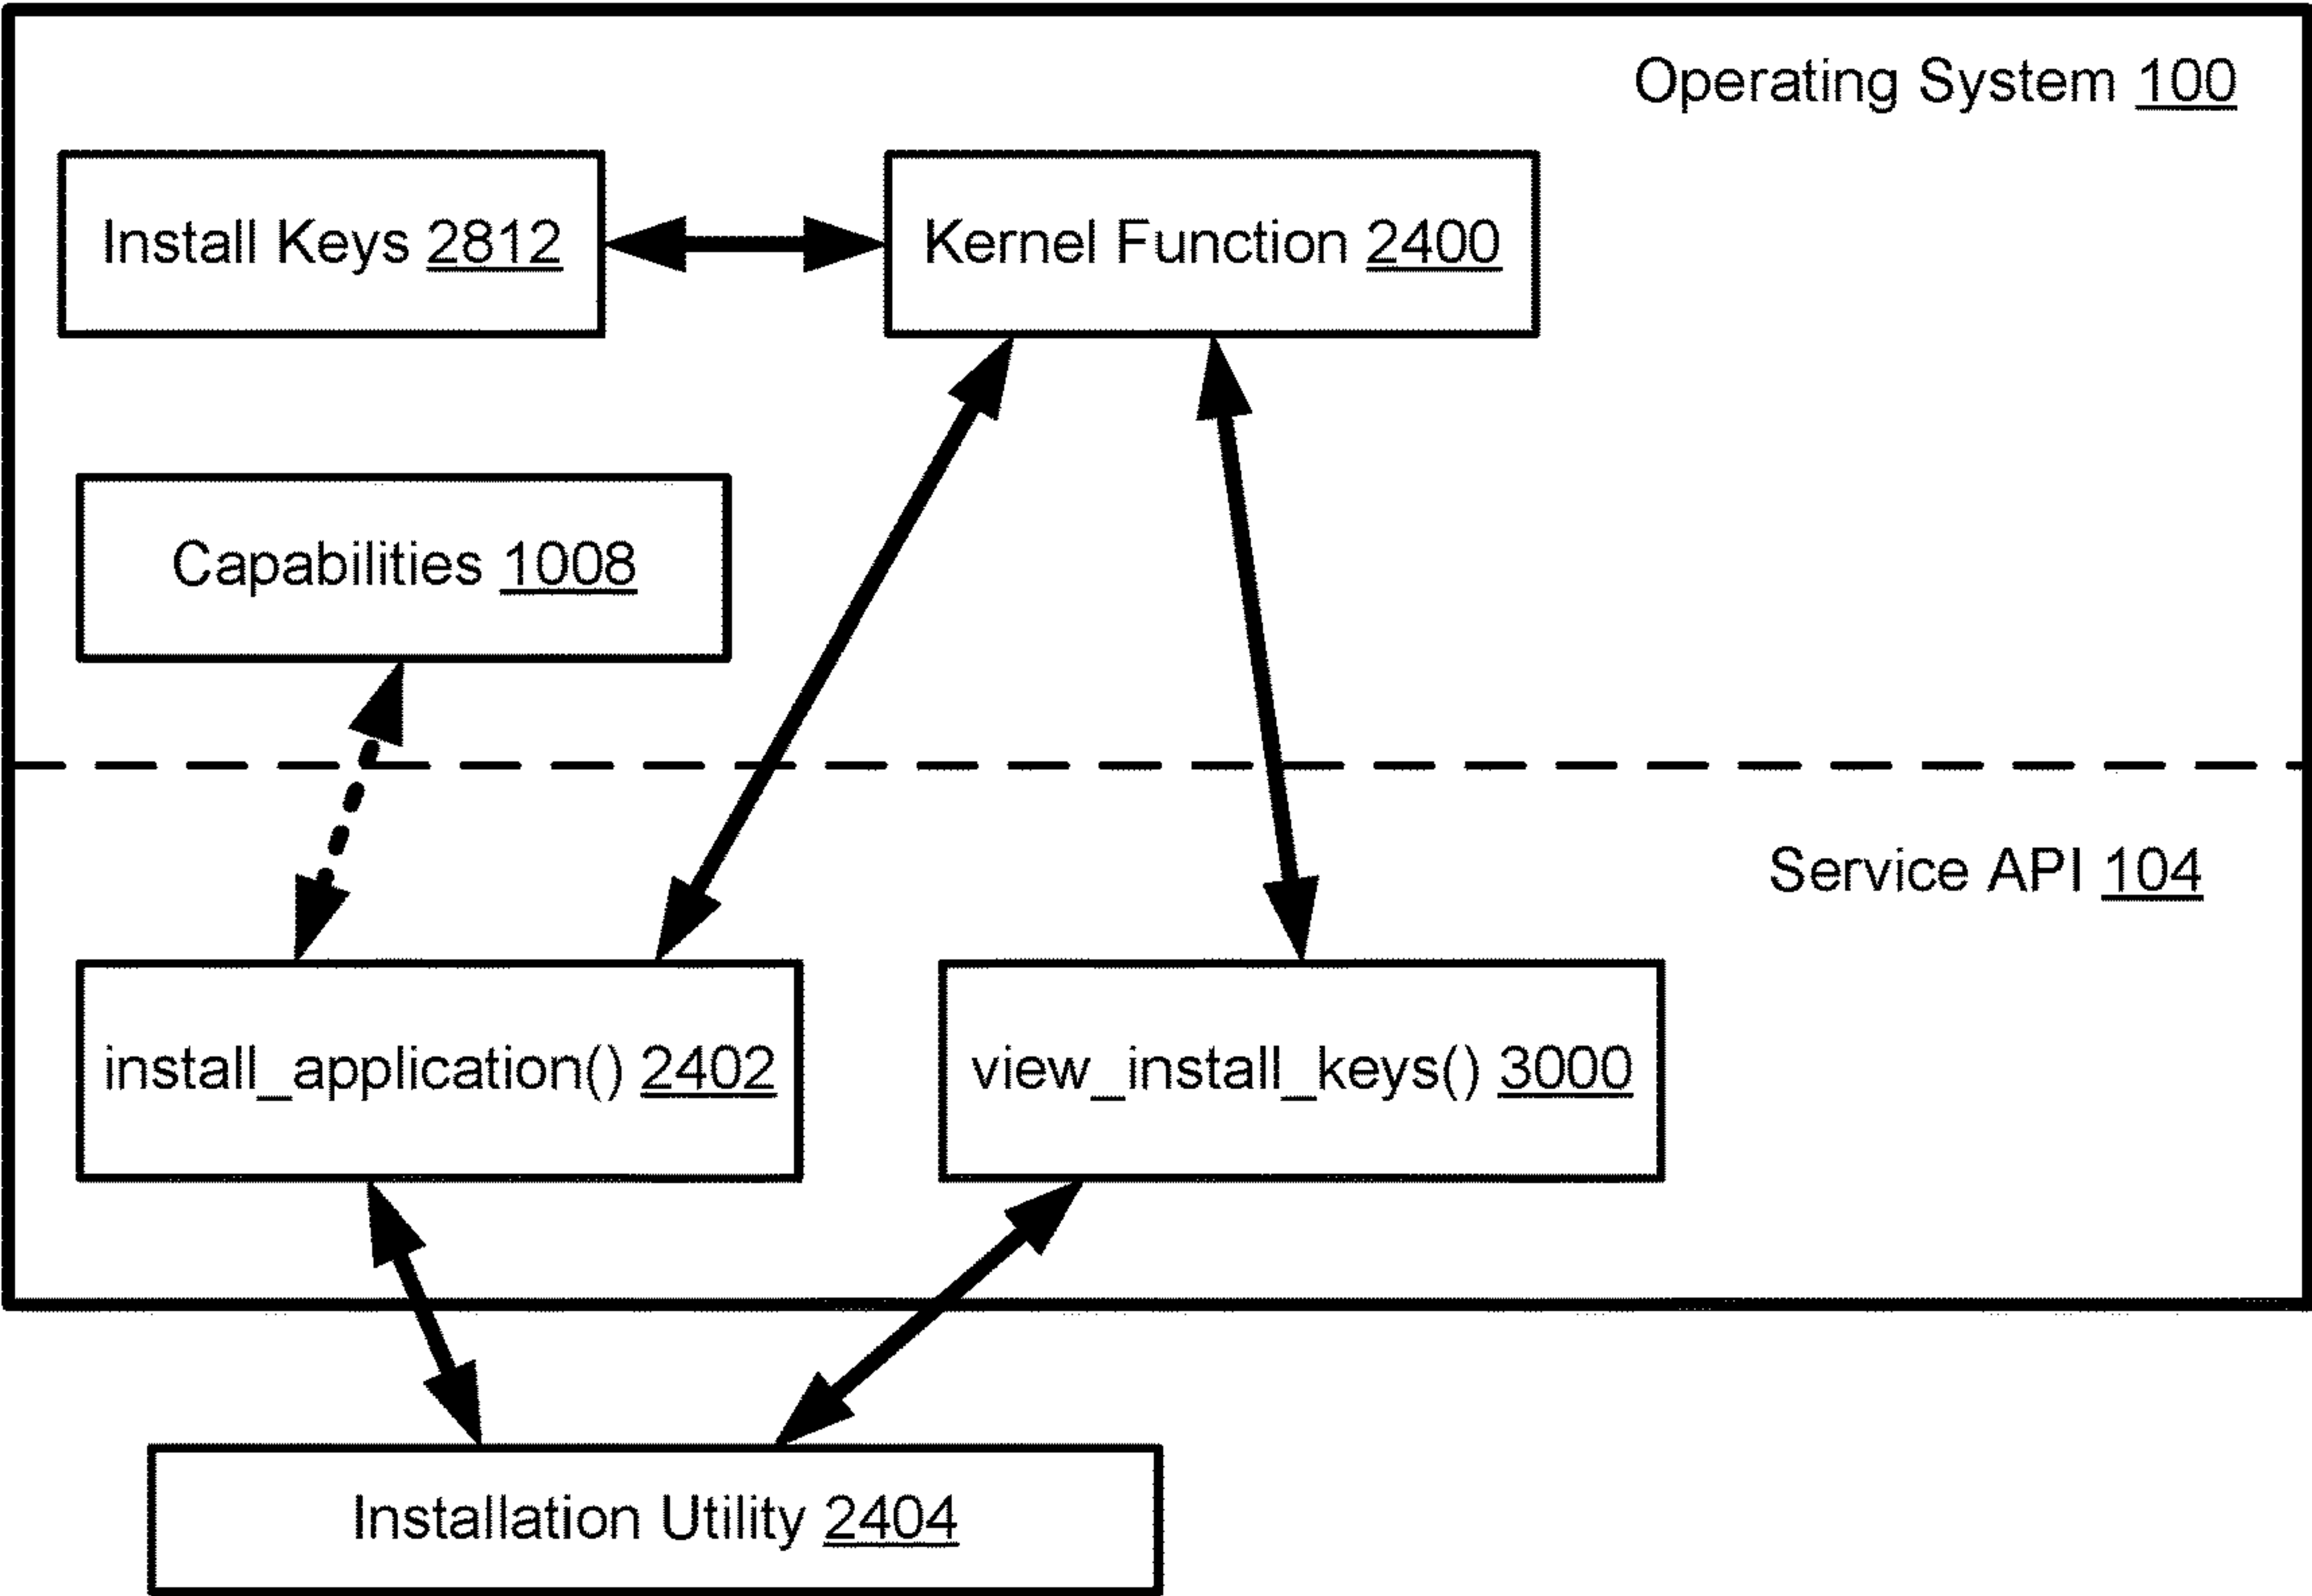 Operating System 100
Install Keys 2812
Kernel Function 2400
Capabilities 1008
Service API 104
install_application() 2402
view_install_keys() 3000
Installation Utility 2404